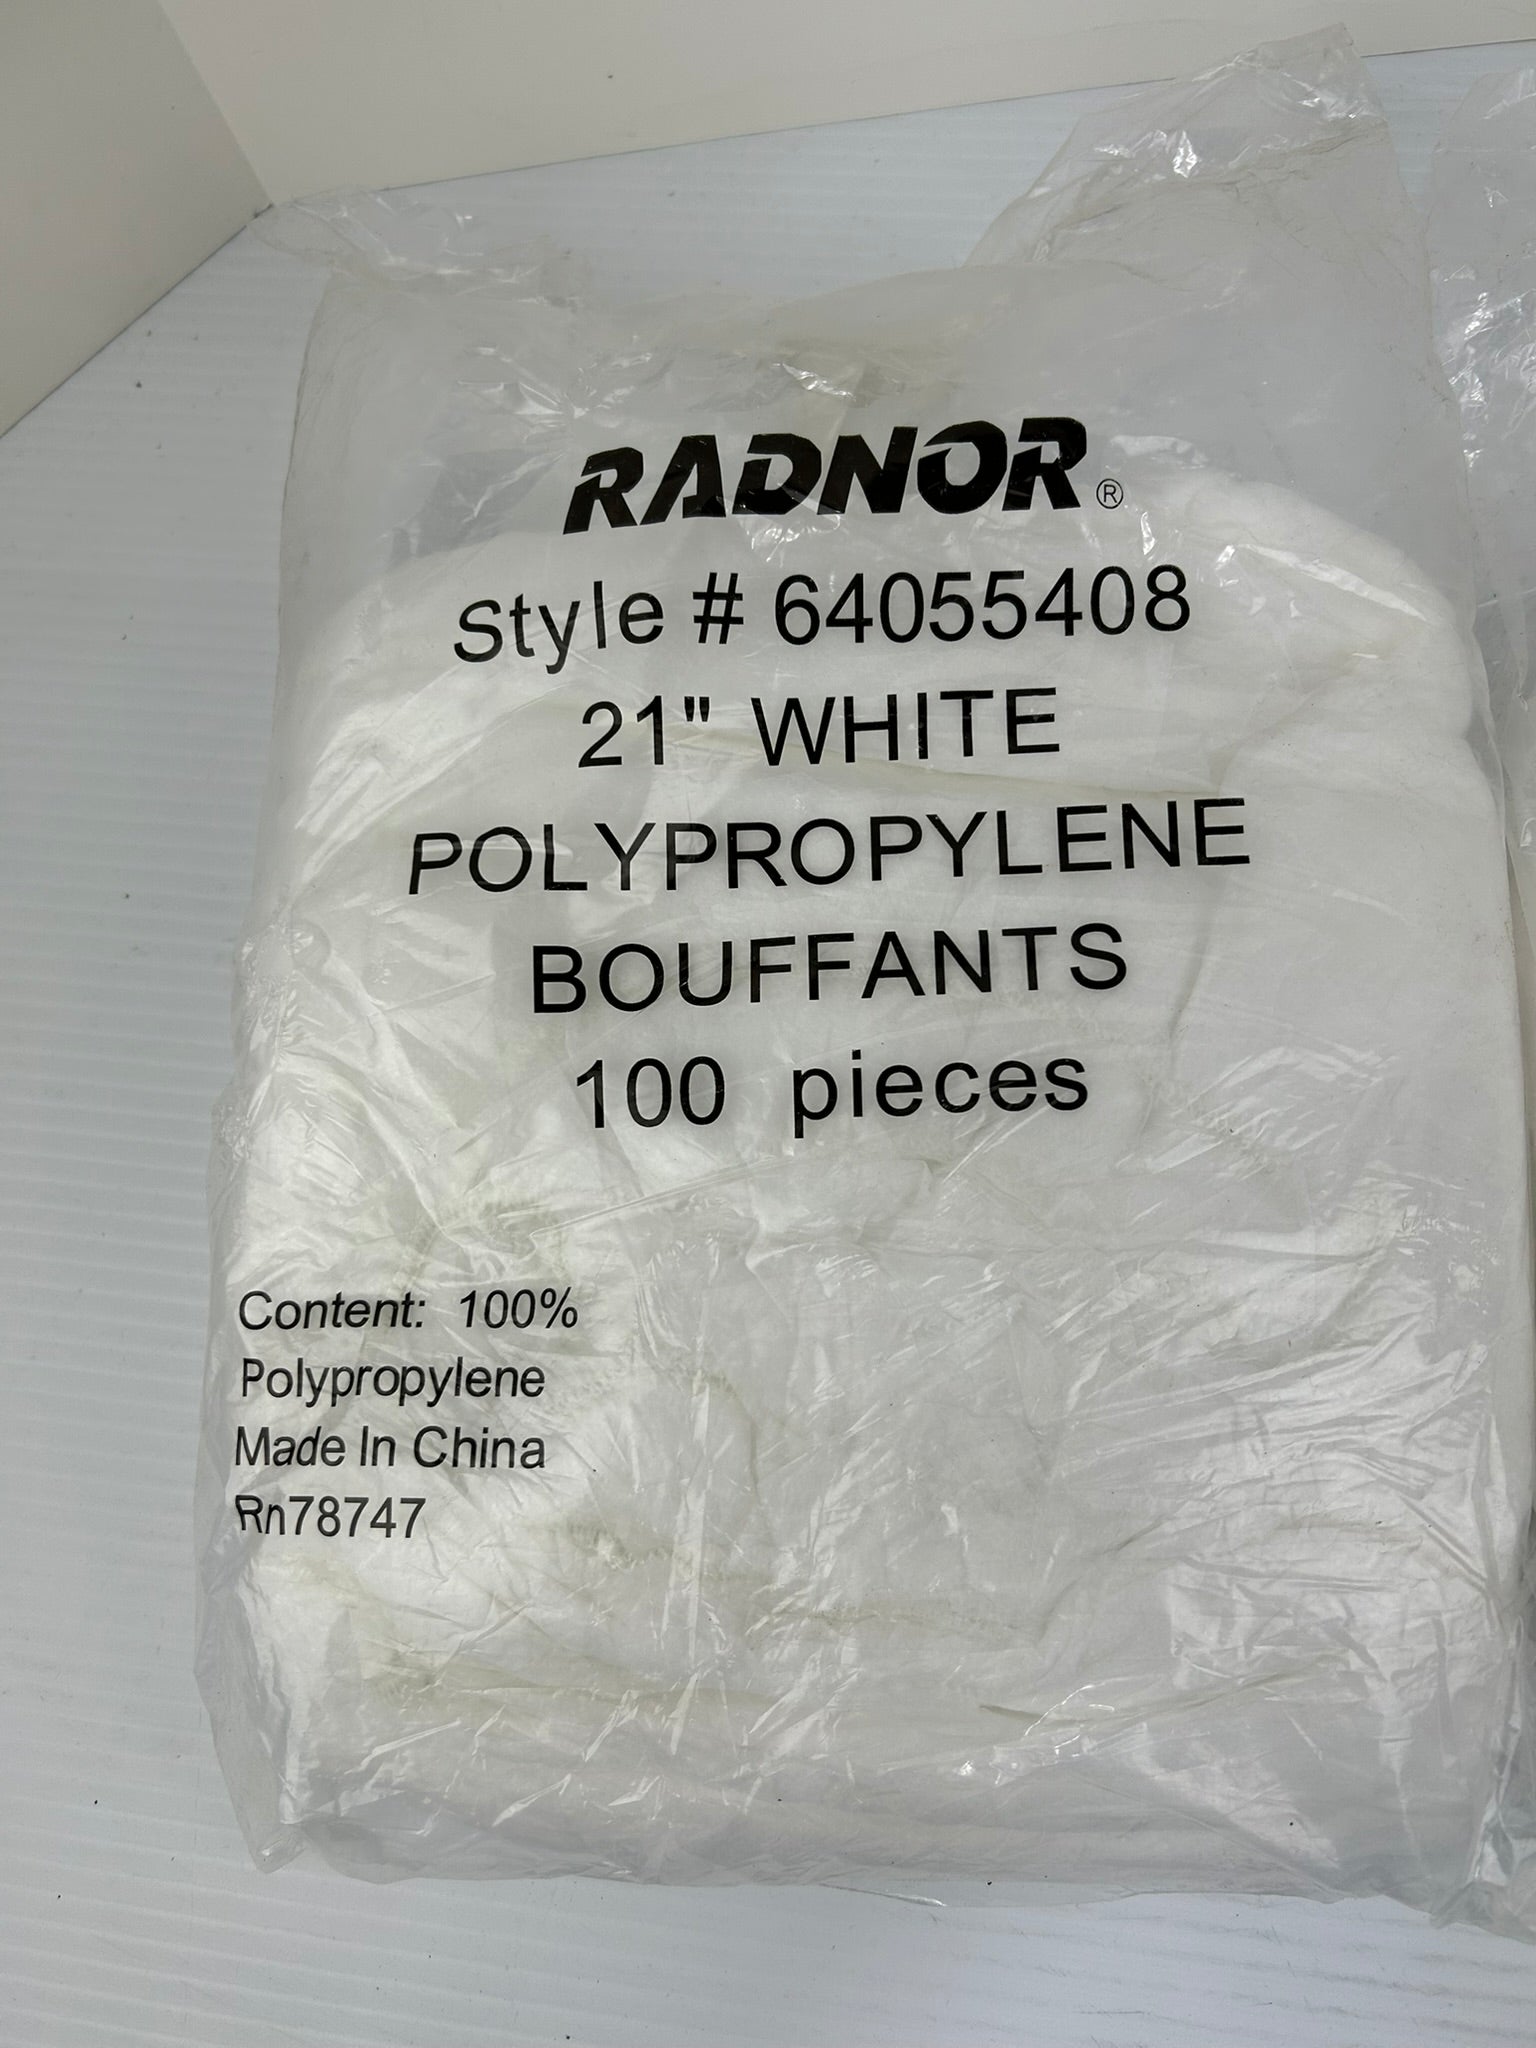 RADNOR®
Style # 64055408
21" WHITE
POLYPROPYLENE
BOUFFANTS
100 pieces
Content: 100%
Polypropylene
Made In China
Rn78747